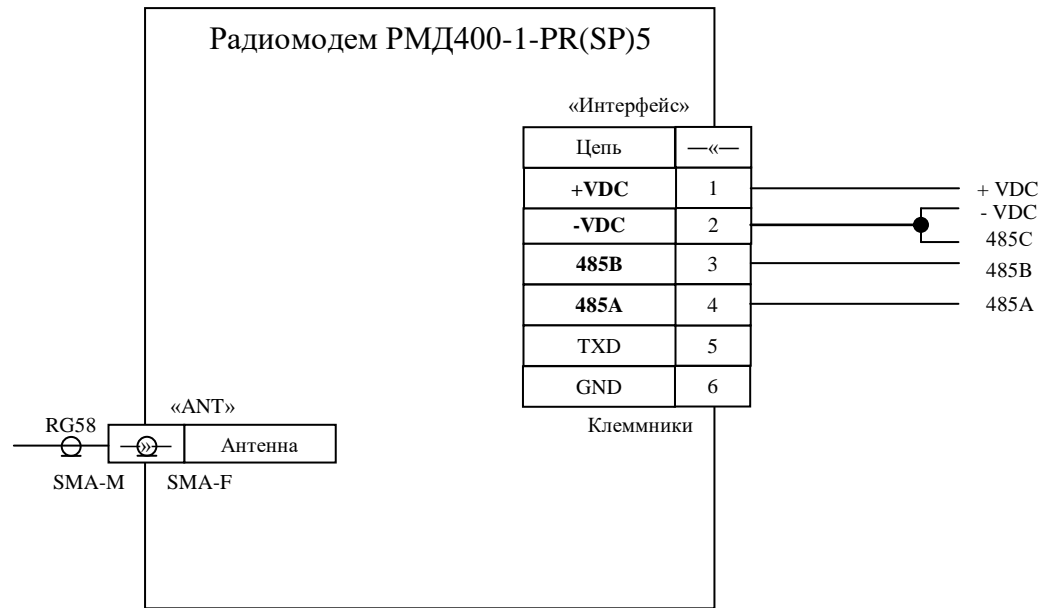 Радиомодем РМД400-1-PR(SP)5
«Интерфейс»
Цепь —«—
+VDC 1 + VDC
-VDC 2 - VDC
485C
485B 3 485B
485A 4 485A
TXD 5
GND 6
Клеммники
«ANT»
RG58
Антенна
SMA-M SMA-F